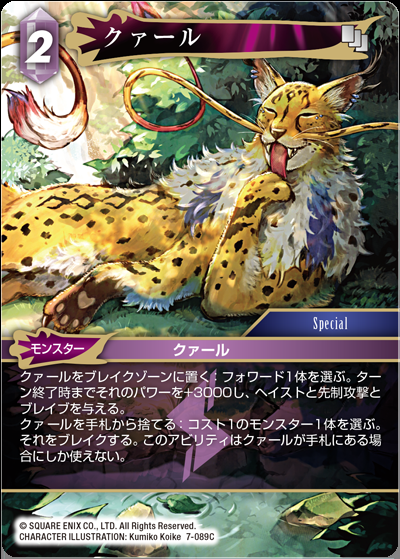 2
クァール
Special
モンスター
クァール
クァールをブレイクゾーンに置く：フォワード1体を選ぶ。ター
ン終了時までそれのパワーを+3000し、ヘイストと先制攻撃と
ブレイブを与える。
クァールを手札から捨てる：コスト1のモンスター1体を選ぶ。
それをブレイクする。このアビリティはクァールが手札にある場
合にしか使えない。
© SQUARE ENIX CO., LTD. All Rights Reserved.
CHARACTER ILLUSTRATION: Kumiko Koike 7-089C